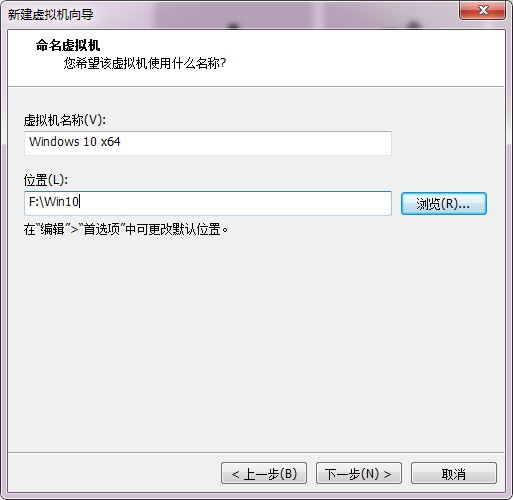 新建虚拟机向导
命名虚拟机
您希望该虚拟机使用什么名称?
虚拟机名称(V):
Windows 10 x64
位置(L):
F:\Win10
浏览(R)...
在“编辑”>“首选项”中可更改默认位置。
< 上一步(B)
下一步(N) >
取消